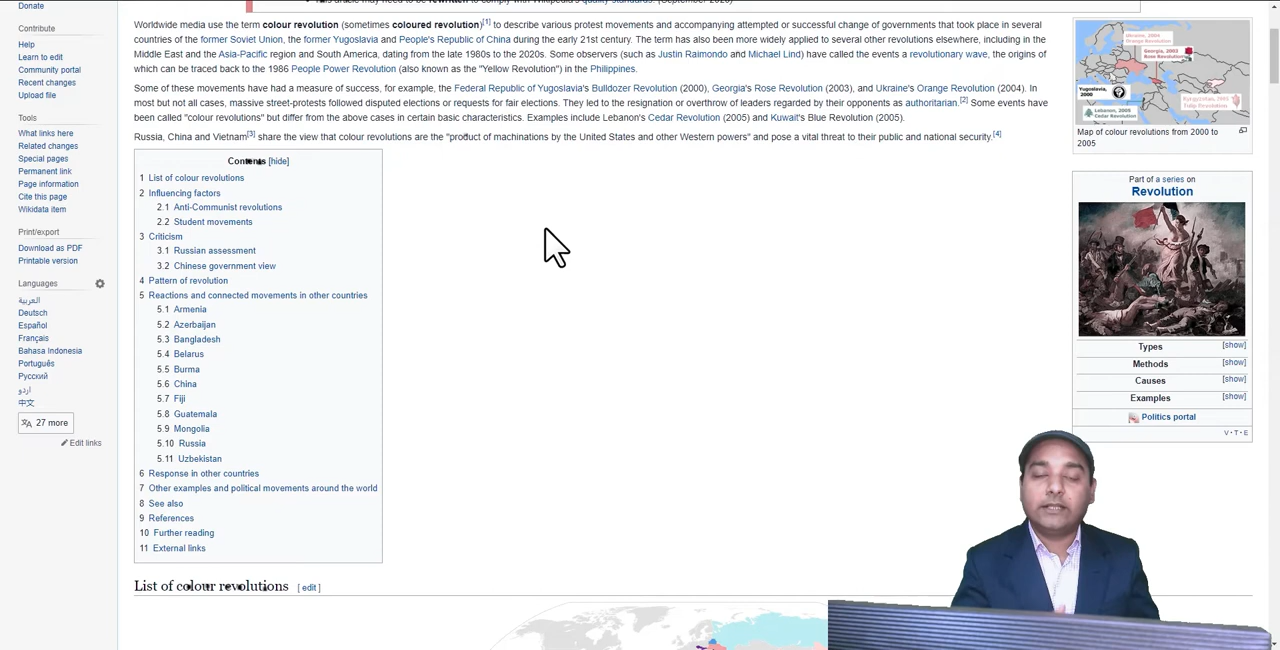 Donate
Contribute
Help
Learn to edit
Community portal
Recent changes
Upload file
Tools
What links here
Related changes
Special pages
Permanent link
Page information
Cite this page
Wikidata item
Print/export
Download as PDF
Printable version
Languages
العربية
Deutsch
Español
Français
Bahasa Indonesia
Português
Русский
اردو
中文
27 more
Edit links
Worldwide media use the term colour revolution (sometimes coloured revolution)[1] to describe various protest movements and accompanying attempted or successful change of governments that took place in several
countries of the former Soviet Union, the former Yugoslavia and People's Republic of China during the early 21st century. The term has also been more widely applied to several other revolutions elsewhere, including in the
Middle East and the Asia-Pacific region and South America, dating from the late 1980s to the 2020s. Some observers (such as Justin Raimondo and Michael Lind) have called the events a revolutionary wave, the origins of
which can be traced back to the 1986 People Power Revolution (also known as the "Yellow Revolution") in the Philippines.
Some of these movements have had a measure of success, for example, the Federal Republic of Yugoslavia's Bulldozer Revolution (2000), Georgia's Rose Revolution (2003), and Ukraine's Orange Revolution (2004). In
most but not all cases, massive street-protests followed disputed elections or requests for fair elections. They led to the resignation or overthrow of leaders regarded by their opponents as authoritarian.[2] Some events have
been called "colour revolutions" but differ from the above cases in certain basic characteristics. Examples include Lebanon's Cedar Revolution (2005) and Kuwait's Blue Revolution (2005).
Russia, China and Vietnam[3] share the view that colour revolutions are the "product of machinations by the United States and other Western powers" and pose a vital threat to their public and national security.[4]
Contents [hide]
1 List of colour revolutions
2 Influencing factors
2.1 Anti-Communist revolutions
2.2 Student movements
3 Criticism
3.1 Russian assessment
3.2 Chinese government view
4 Pattern of revolution
5 Reactions and connected movements in other countries
5.1 Armenia
5.2 Azerbaijan
5.3 Bangladesh
5.4 Belarus
5.5 Burma
5.6 China
5.7 Fiji
5.8 Guatemala
5.9 Mongolia
5.10 Russia
5.11 Uzbekistan
6 Response in other countries
7 Other examples and political movements around the world
8 See also
9 References
10 Further reading
11 External links
List of colour revolutions [ edit ]
Ukraine, 2004
Orange Revolution
Georgia, 2003
Rose Revolution
Yugoslavia,
2000
Kyrgyzstan, 2005
Tulip Revolution
Lebanon, 2005
Cedar Revolution
Map of colour revolutions from 2000 to
2005
Part of a series on
Revolution
Types [show]
Methods [show]
Causes [show]
Examples [show]
Politics portal
V · T · E